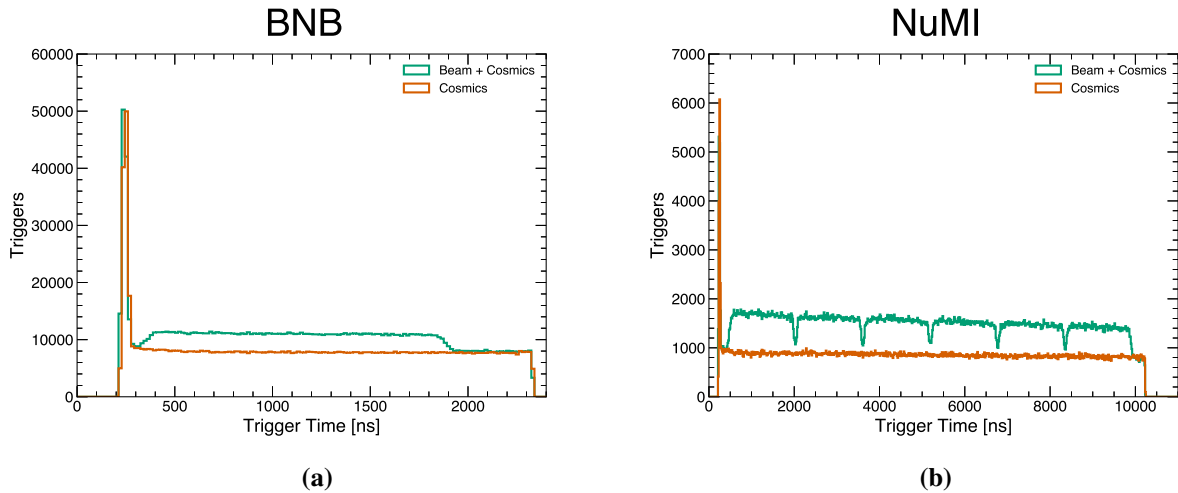 BNB
60000
50000
40000
30000
20000
10000
0
Triggers
Beam + Cosmics
Cosmics
0 500 1000 1500 2000
Trigger Time [ns]
(a)
NuMI
7000
6000
5000
4000
3000
2000
1000
0
Triggers
Beam + Cosmics
Cosmics
0 2000 4000 6000 8000 10000
Trigger Time [ns]
(b)